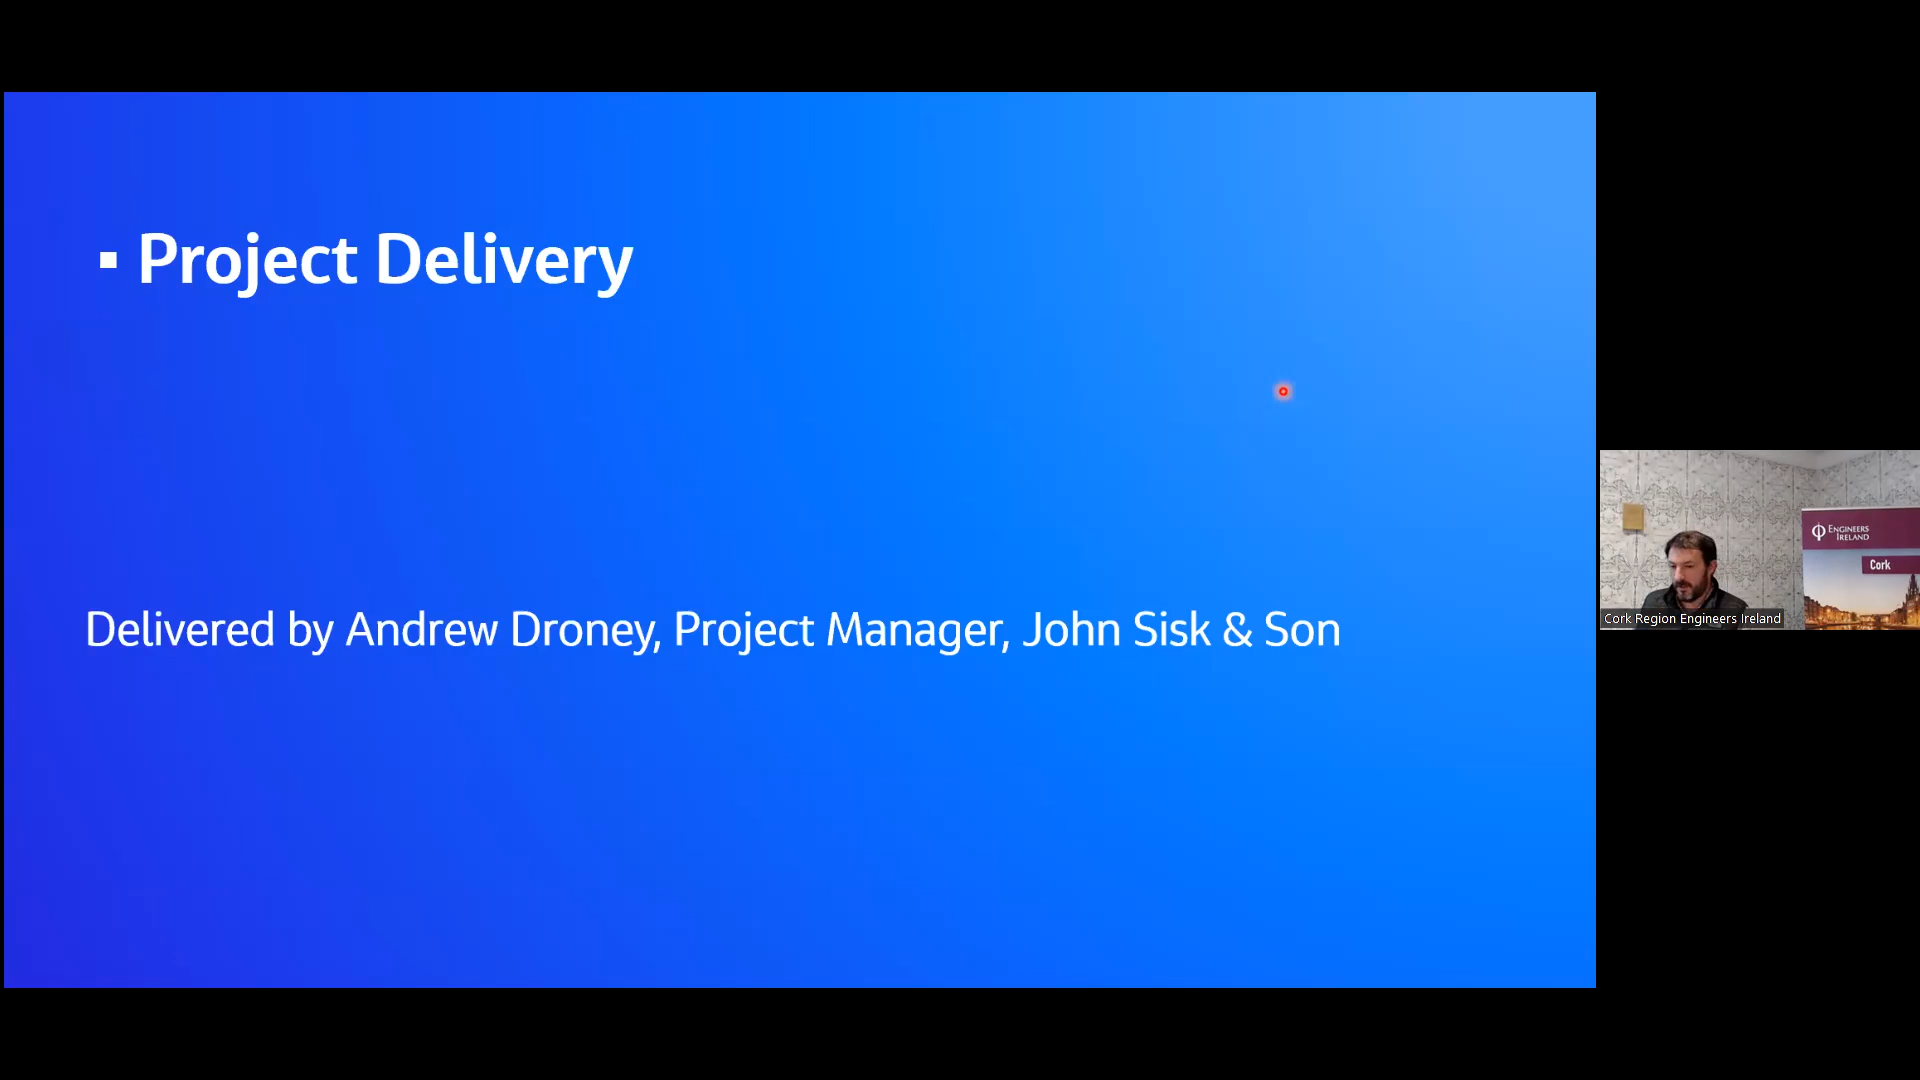 ▪ Project Delivery
Delivered by Andrew Droney, Project Manager, John Sisk & Son
ENGINEERS
IRELAND
Cork
Cork Region Engineers Ireland